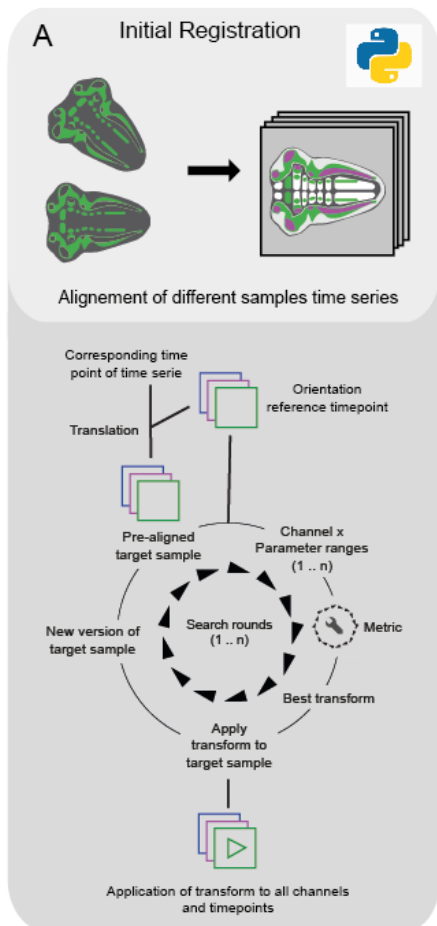 A
Initial Registration
Alignement of different samples time series
Corresponding time
point of time serie
Translation
Orientation
reference timepoint
Pre-aligned
target sample
Channel x
Parameter ranges
(1 .. n)
New version of
target sample
Search rounds
(1 .. n)
Metric
Best transform
Apply
transform to
target sample
Application of transform to all channels
and timepoints